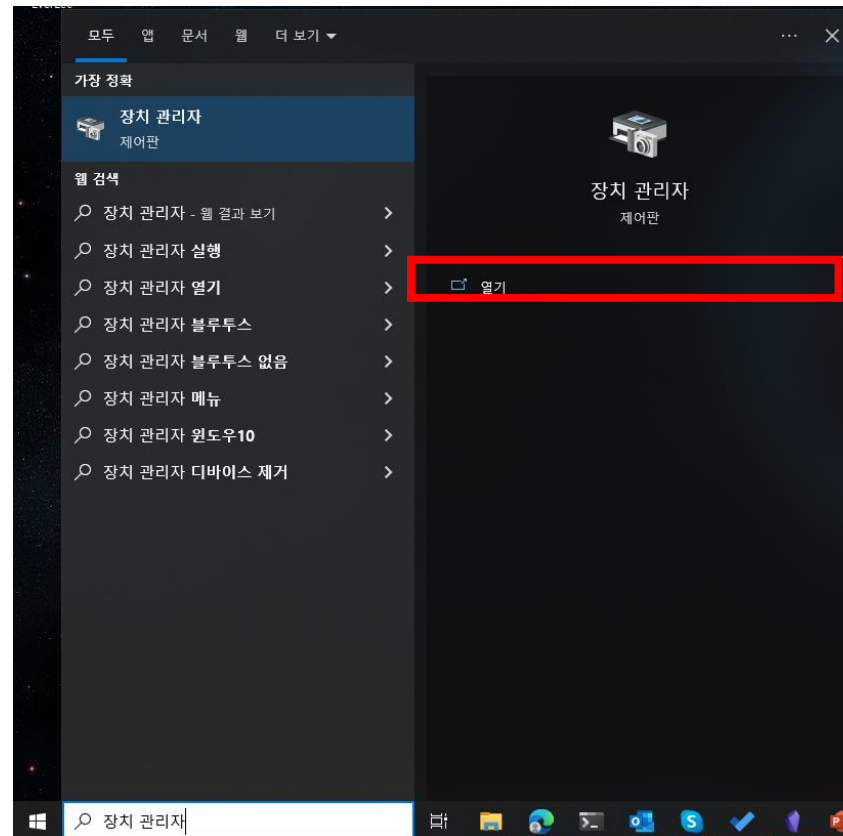 모두 앱 문서 웹 더 보기
가장 정확
장치 관리자
제어판
웹 검색
장치 관리자 - 웹 결과 보기
장치 관리자 실행
장치 관리자 열기
장치 관리자 블루투스
장치 관리자 블루투스 없음
장치 관리자 메뉴
장치 관리자 윈도우10
장치 관리자 디바이스 제거
장치 관리자
제어판
열기
장치 관리자